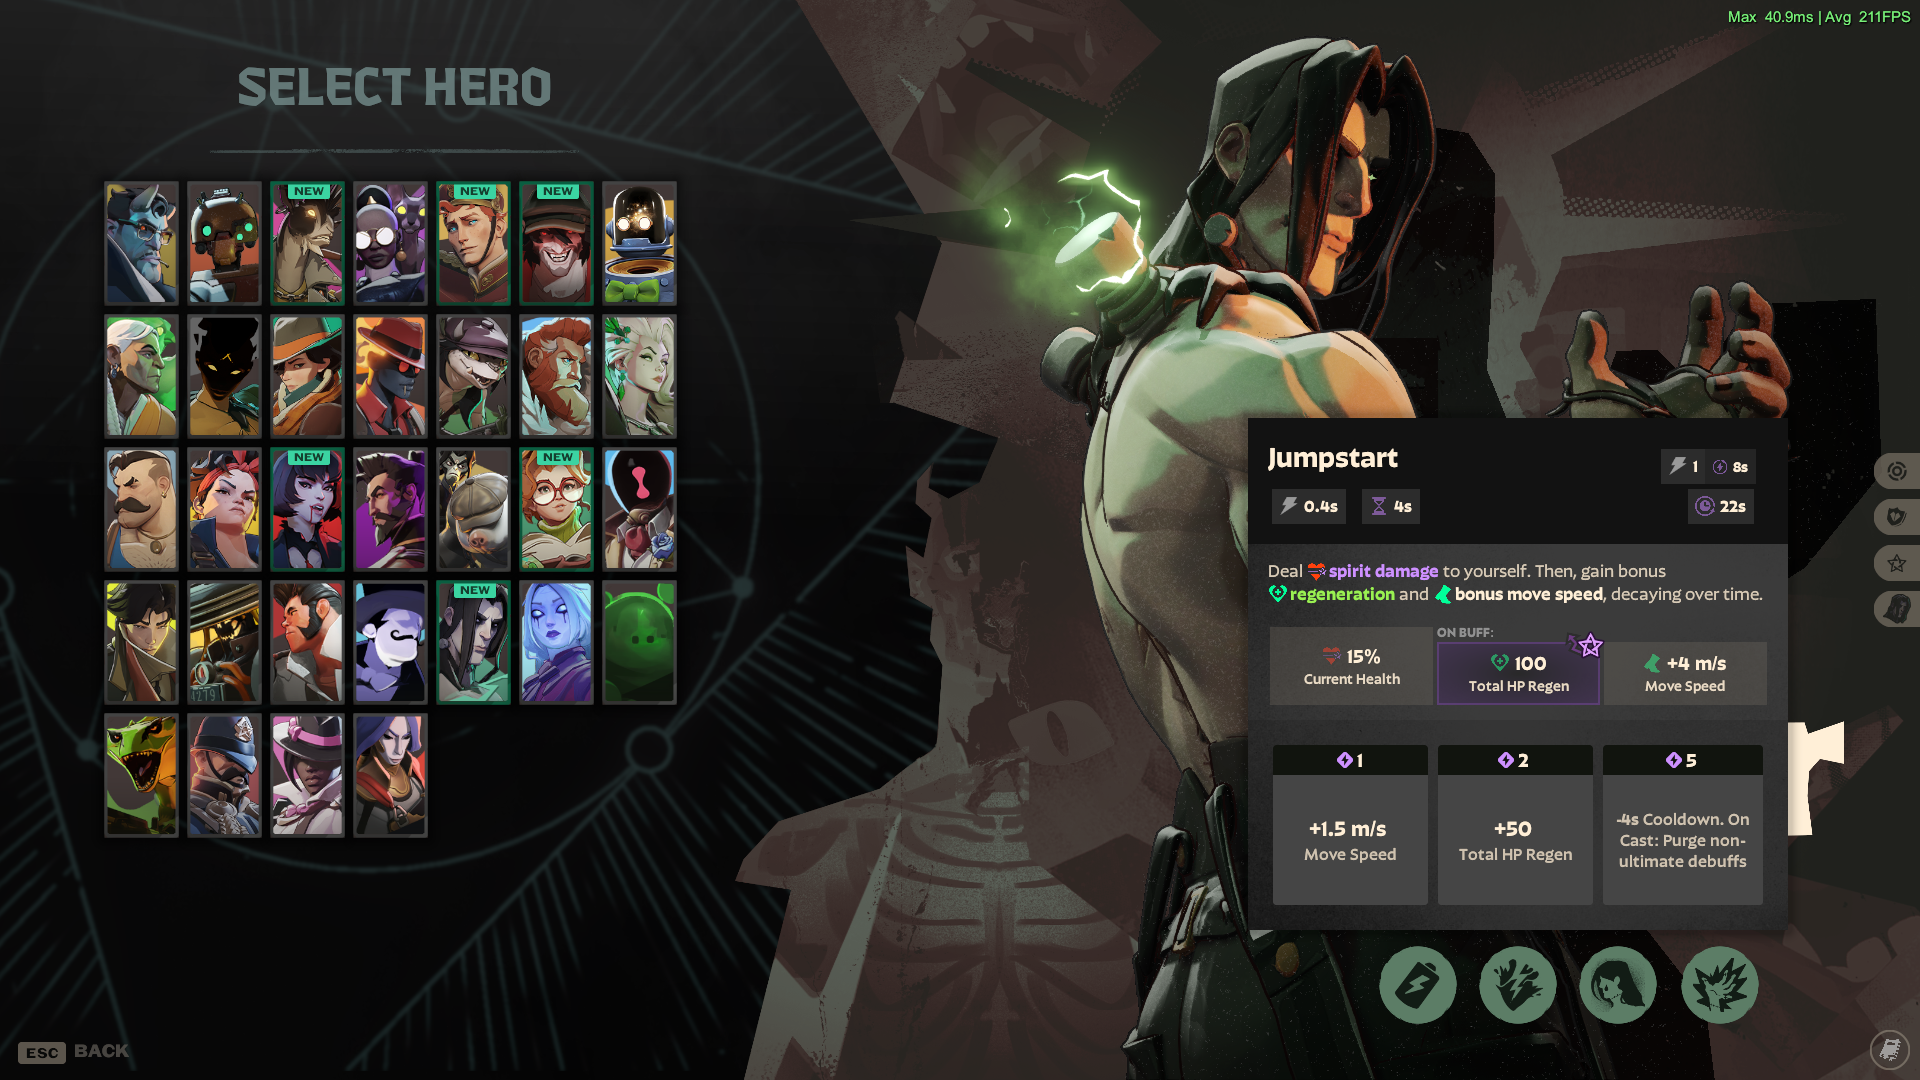 Max 40.9ms | Avg 211FPS
SELECT HERO
NEW
NEW
NEW
NEW
NEW
NEW
4279
Jumpstart
1
8s
0.4s
4s
22s
Deal spirit damage to yourself. Then, gain bonus
regeneration and bonus move speed, decaying over time.
15%
Current Health
ON BUFF:
100
Total HP Regen
+4 m/s
Move Speed
1
+1.5 m/s
Move Speed
2
+50
Total HP Regen
5
-4s Cooldown. On
Cast: Purge non-
ultimate debuffs
ESC BACK